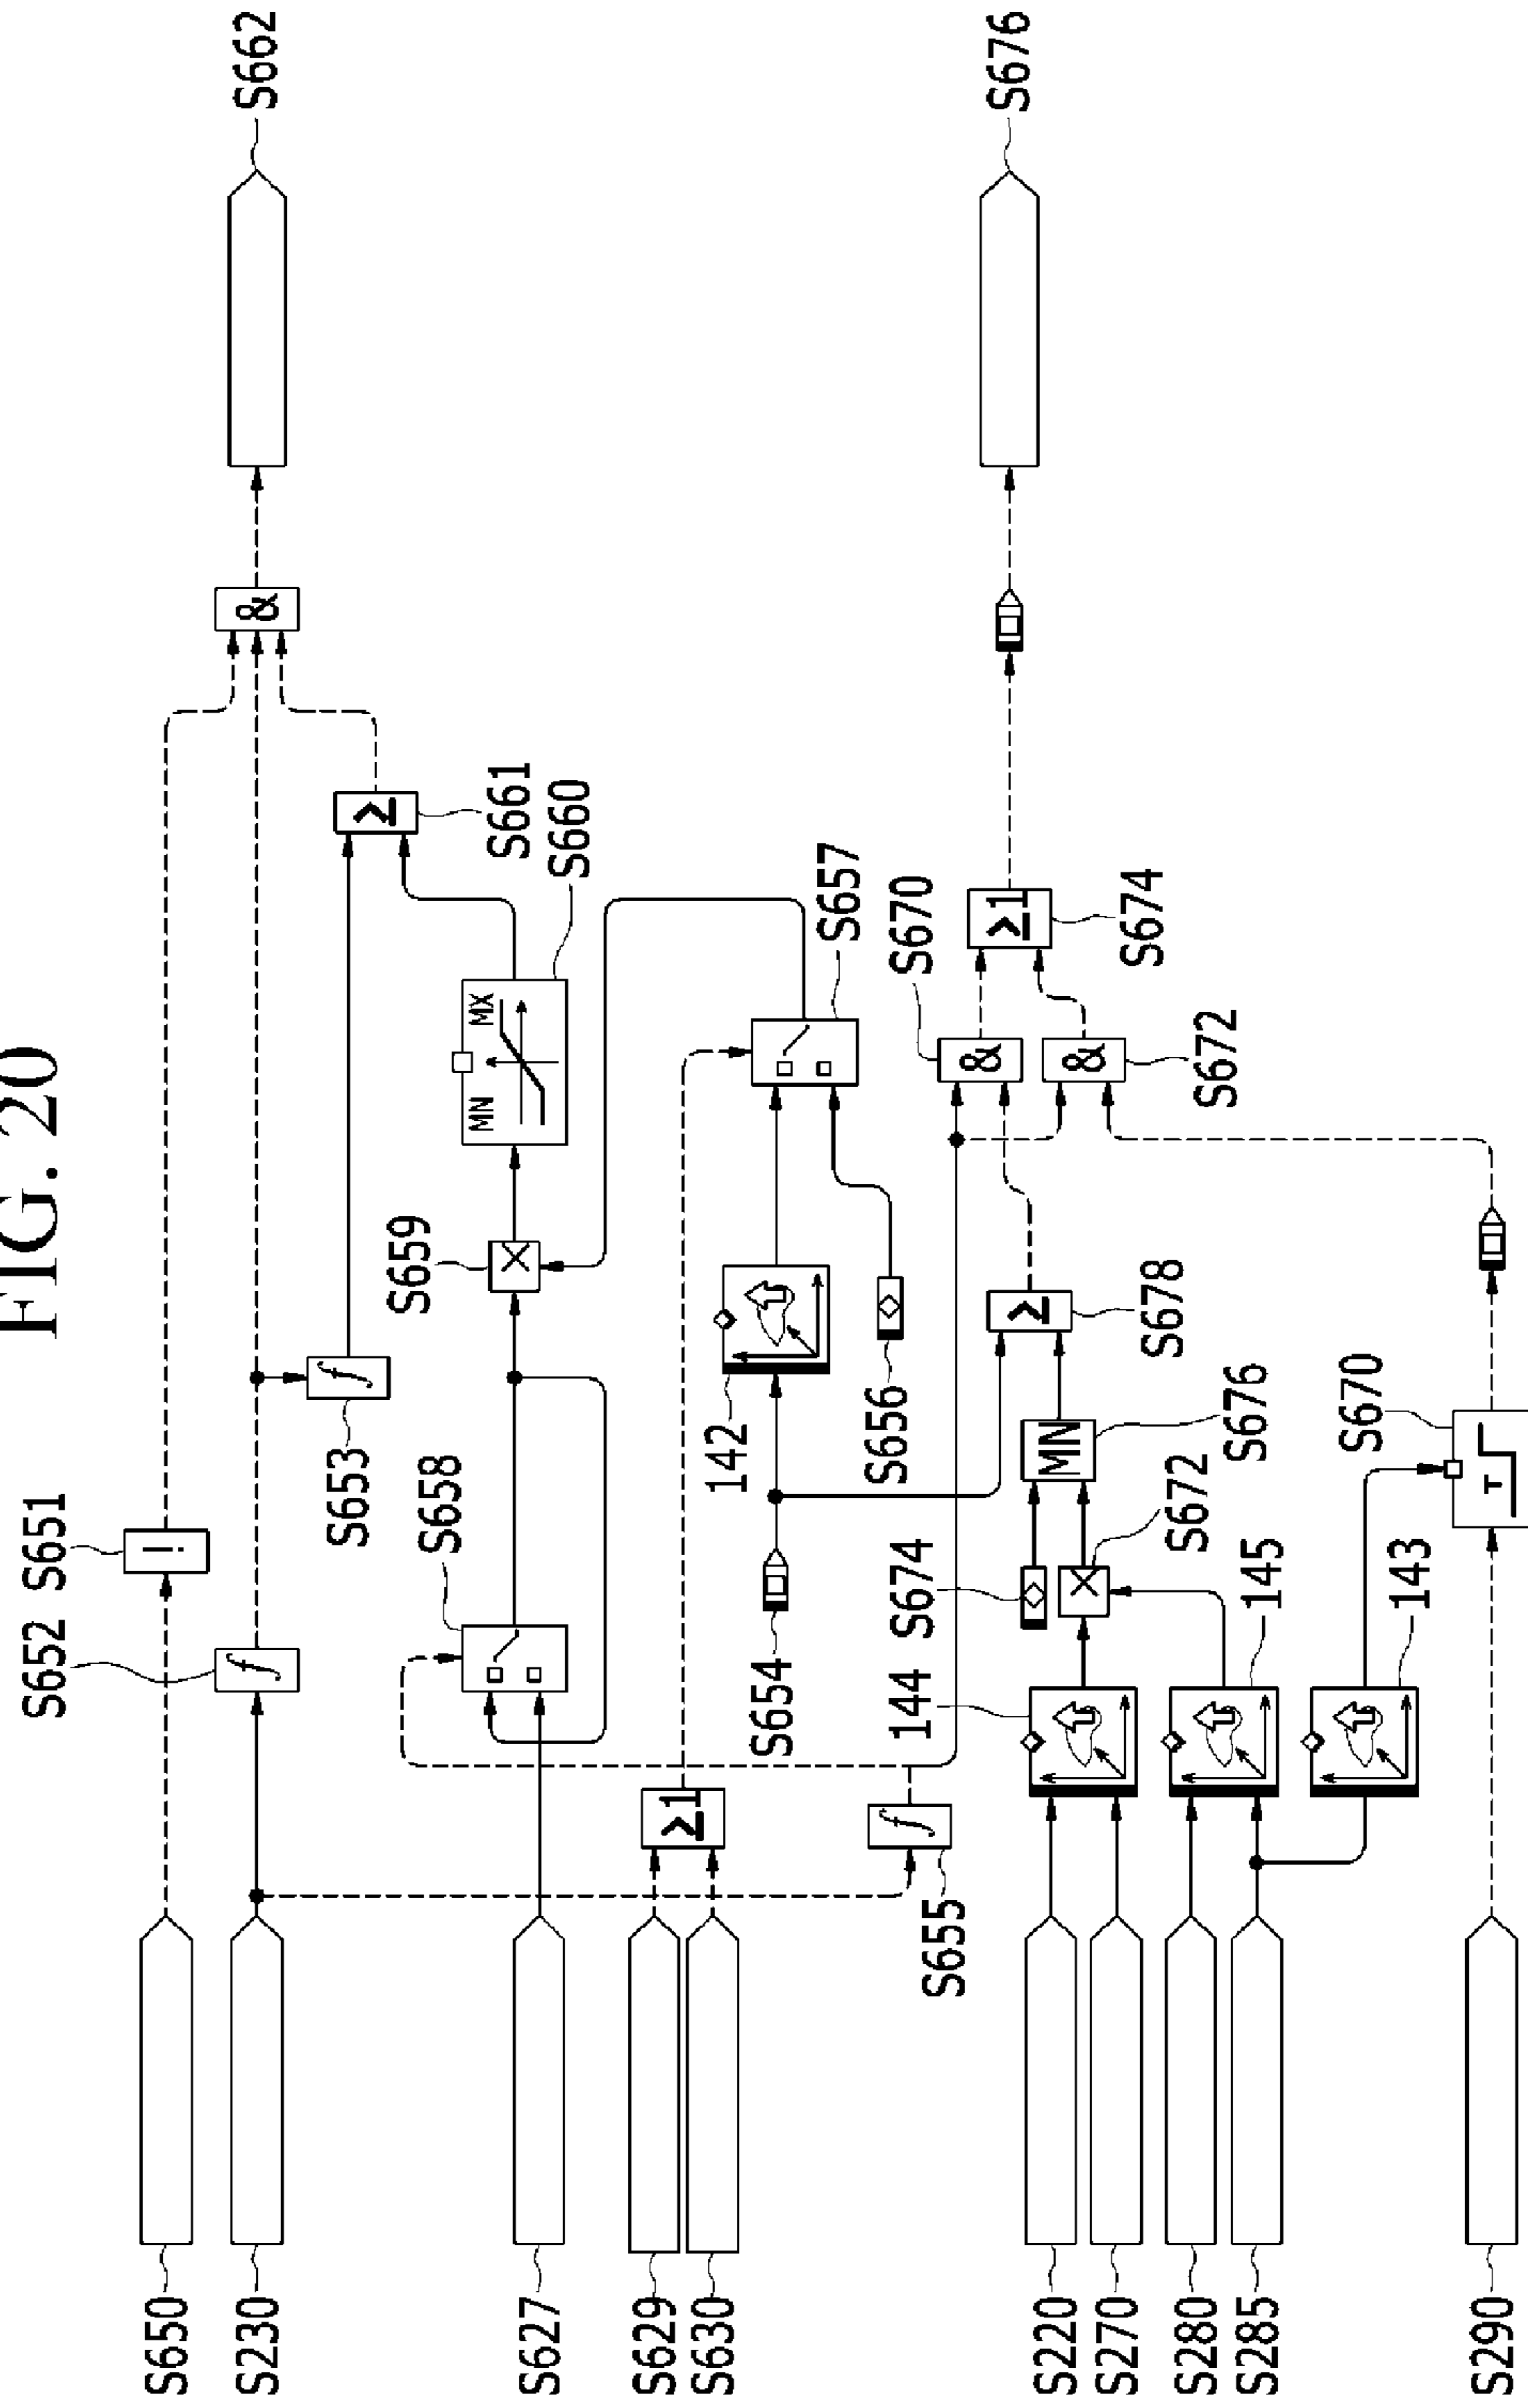 FIG. 20
S650
S651
S652
S230
&
S662
f
f
S653
S661
≥
S658
S659
MN
MX
S660
S627
×
S629
S630
≥1
S657
142
S654
S656
S655
f
S670
&
≥1
S674
S676
&
S672
S678
≥
S220
S270
144
S674
MN
S676
×
S672
S280
S285
145
143
S670
T
S290